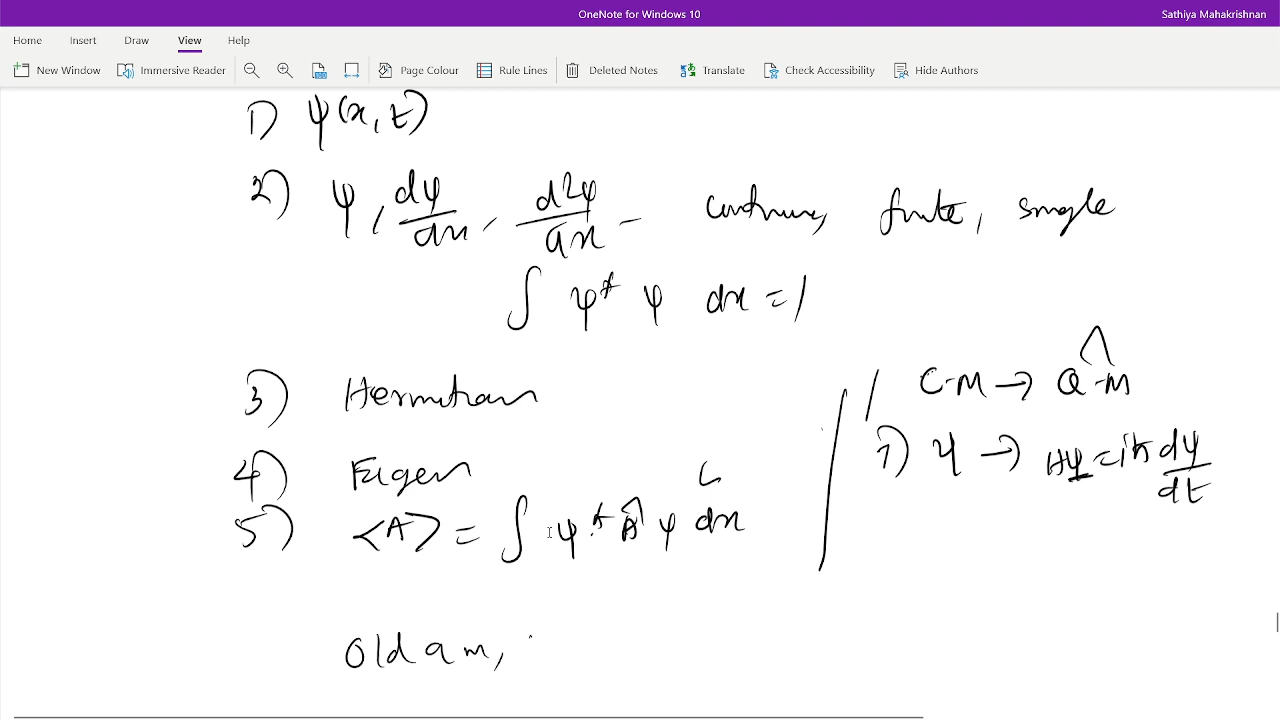 OneNote for Windows 10
Sathiya Mahakrishnan
Home Insert Draw View Help
New Window Immersive Reader Page Colour Rule Lines Deleted Notes Translate Check Accessibility Hide Authors
1) ψ(x, t)
2) ψ, dψ/dx, d²ψ/dx - continuous, finite, single
∫ ψ* ψ dx = 1
3) Hermitian
4) Eigen
5) <A> = ∫ ψ* Â ψ dx
C-M → Q-M
7) ψ → Hψ = iħ dψ/dt
Old